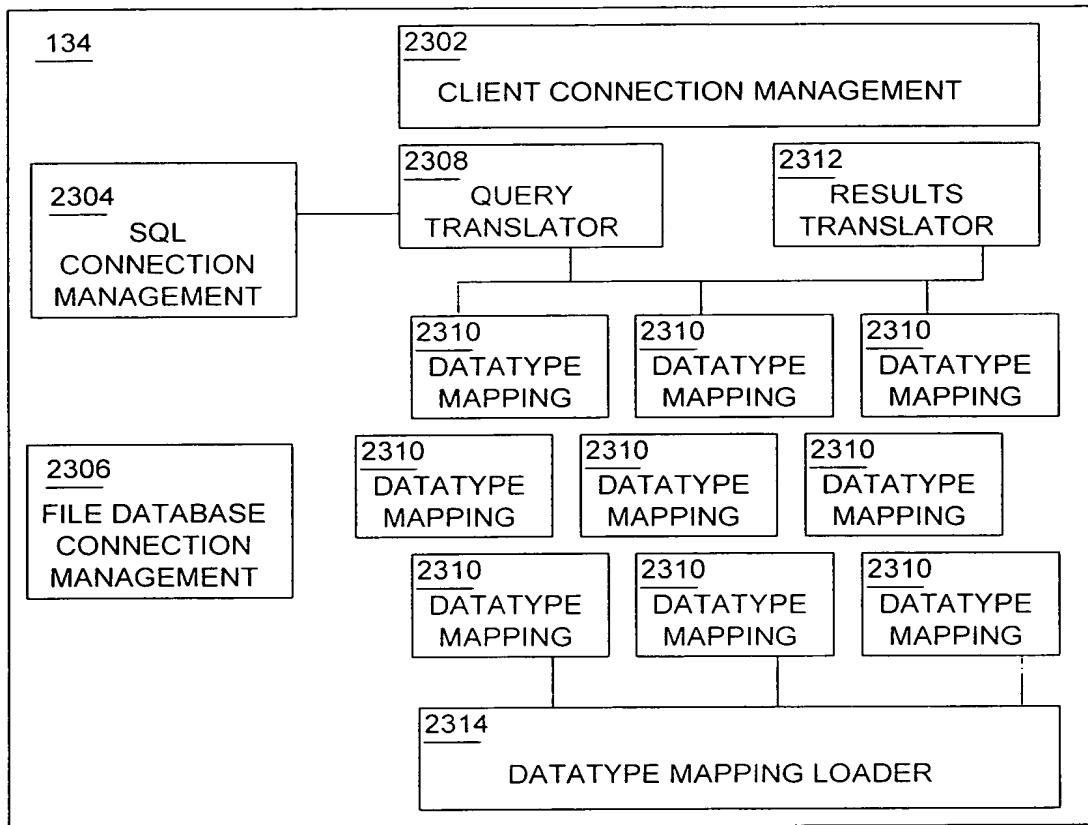 134
2302
CLIENT CONNECTION MANAGEMENT
2304
SQL
CONNECTION
MANAGEMENT
2308
QUERY
TRANSLATOR
2312
RESULTS
TRANSLATOR
2310
DATATYPE
MAPPING
2310
DATATYPE
MAPPING
2310
DATATYPE
MAPPING
2306
FILE DATABASE
CONNECTION
MANAGEMENT
2310
DATATYPE
MAPPING
2310
DATATYPE
MAPPING
2310
DATATYPE
MAPPING
2310
DATATYPE
MAPPING
2310
DATATYPE
MAPPING
2310
DATATYPE
MAPPING
2314
DATATYPE MAPPING LOADER